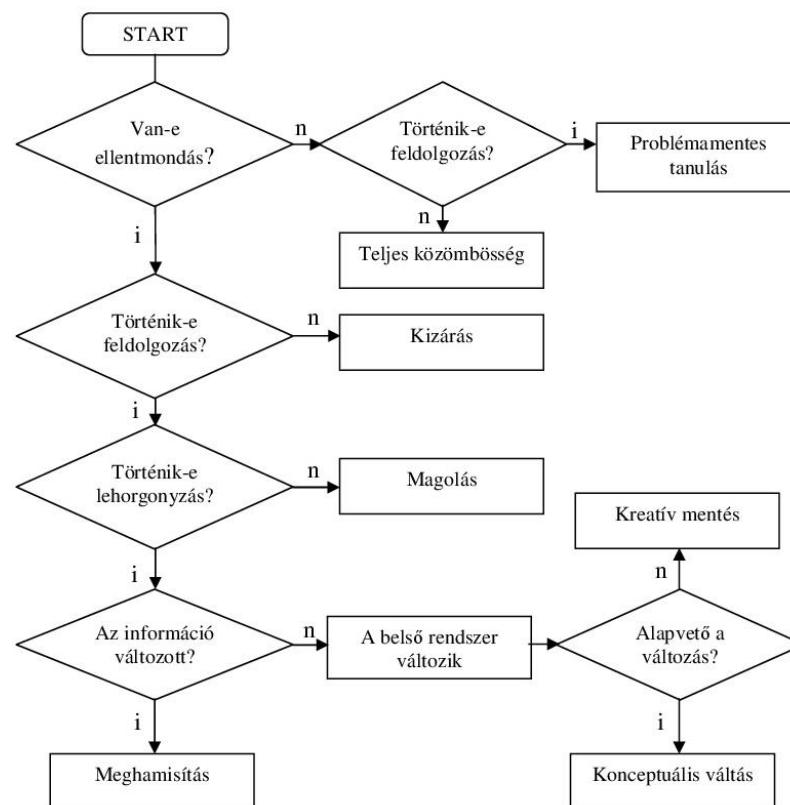 START
Van-e
ellentmondás?
n
Történik-e
feldolgozás?
i
Problémamentes
tanulás
n
i
Teljes közömbösség
Történik-e
feldolgozás?
n
Kizárás
i
Történik-e
lehorgonyzás?
n
Magolás
Kreatív mentés
i
n
Az információ
változott?
n
A belső rendszer
változik
Alapvető a
változás?
i
i
Meghamisítás
Konceptuális váltás